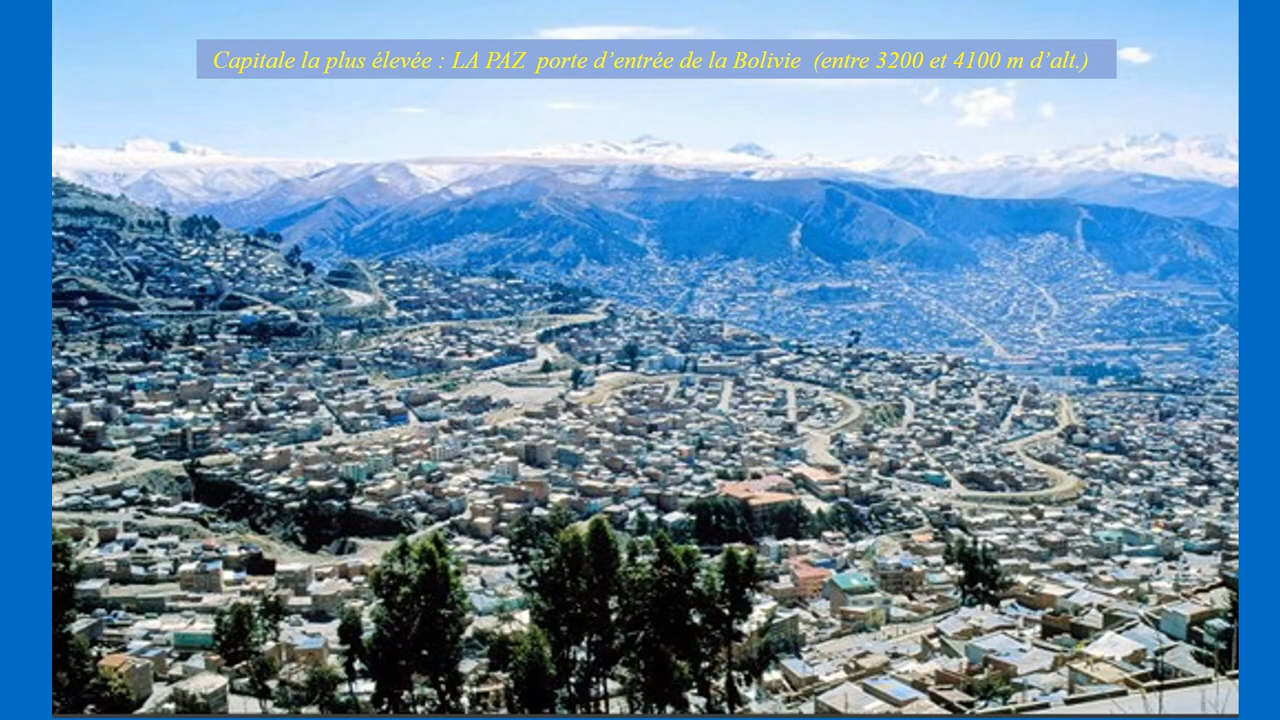 Capitale la plus élevée : LA PAZ porte d’entrée de la Bolivie (entre 3200 et 4100 m d’alt.)